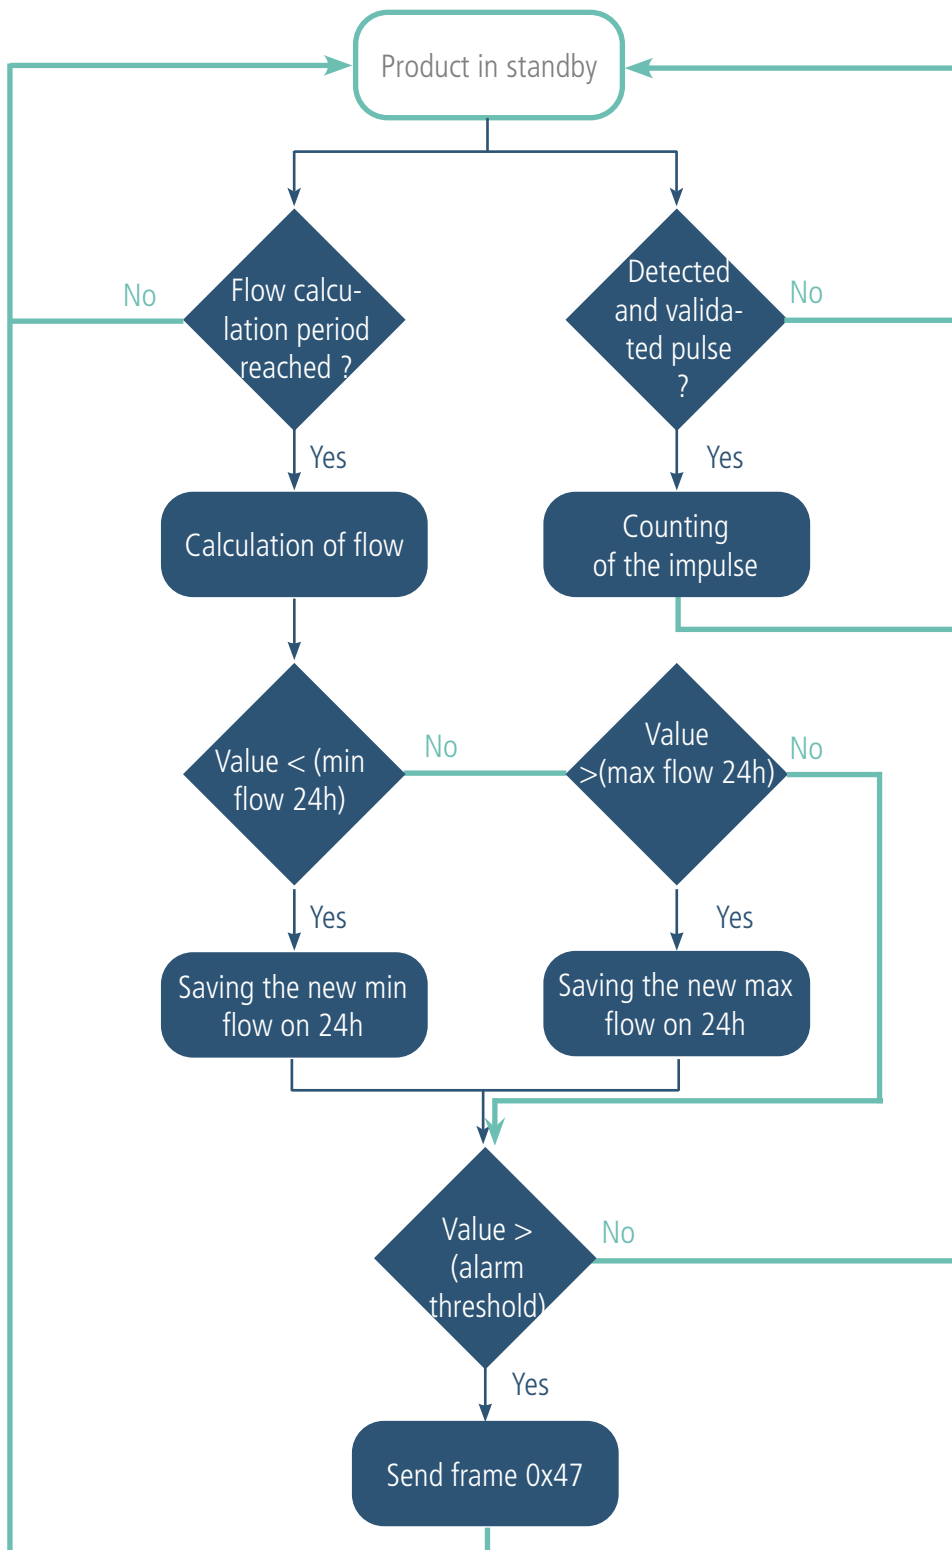 Product in standby
No
Flow calcu-
lation period
reached ?
Detected
and valida-
ted pulse
?
No
Yes
Yes
Calculation of flow
Counting
of the impulse
Value < (min
flow 24h)
No
Value
>(max flow 24h)
No
Yes
Yes
Saving the new min
flow on 24h
Saving the new max
flow on 24h
Value >
(alarm
threshold)
No
Yes
Send frame 0x47